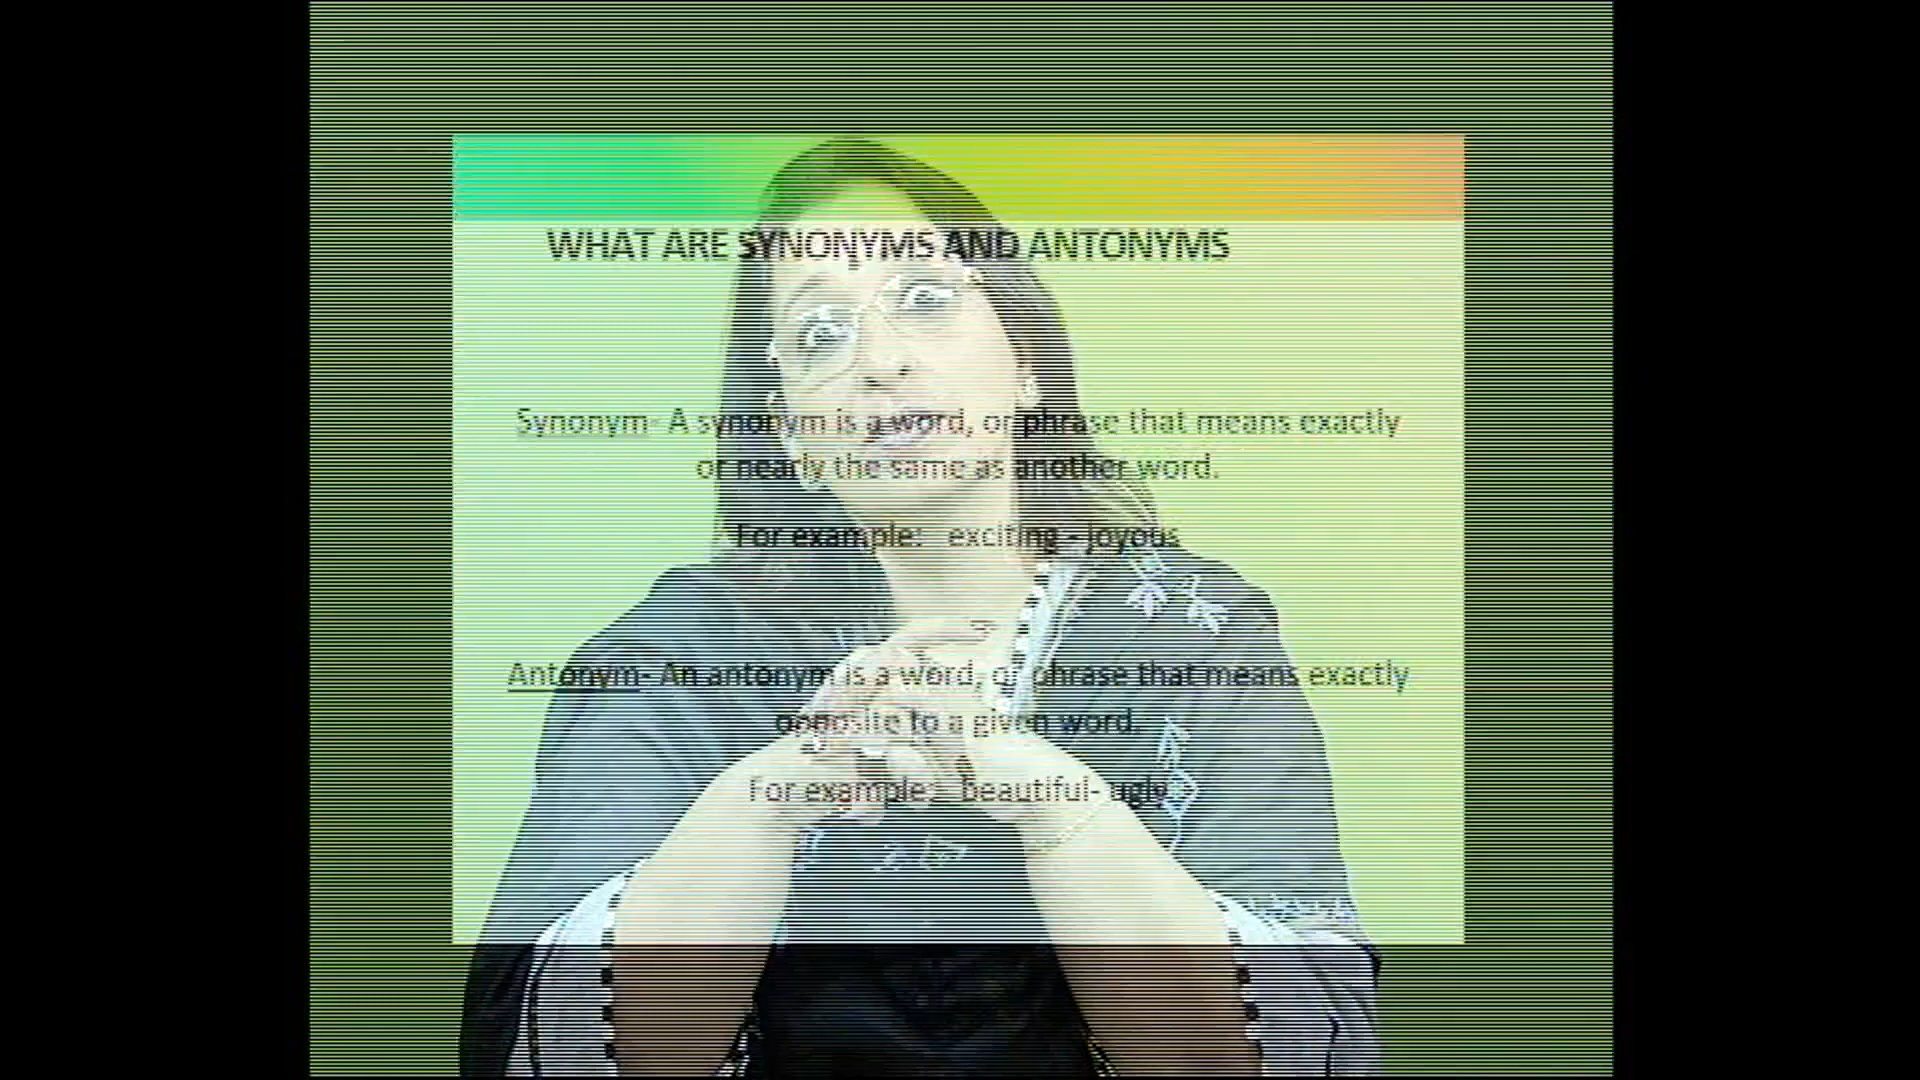 WHAT ARE SYNONYMS AND ANTONYMS
Synonym- A synonym is a word, or phrase that means exactly
or nearly the same as another word.
For example: exciting - joyous
Antonym- An antonym is a word, or phrase that means exactly
opposite to a given word.
For example: beautiful- ugly